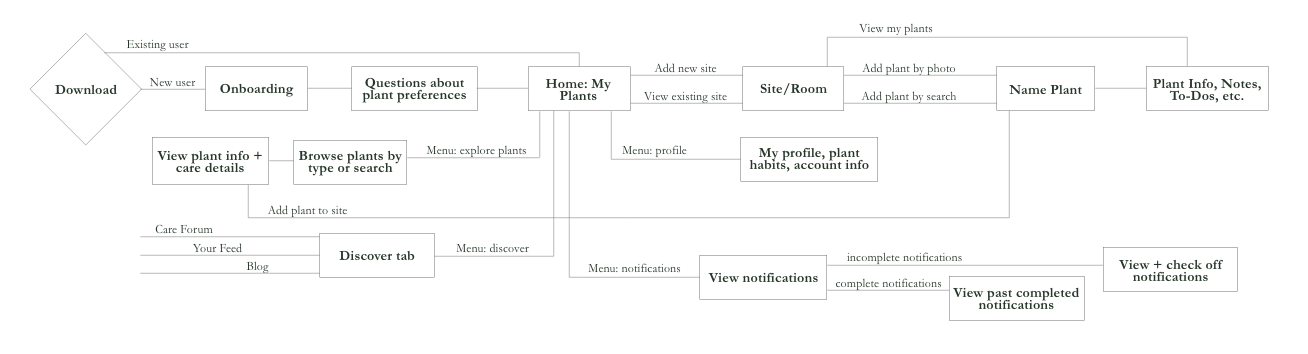 View my plants
Existing user
Download
New user
Onboarding
Questions about
plant preferences
Home: My
Plants
Add new site
View existing site
Site/Room
Add plant by photo
Add plant by search
Name Plant
Plant Info, Notes,
To-Dos, etc.
View plant info +
care details
Browse plants by
type or search
Menu: explore plants
Menu: profile
My profile, plant
habits, account info
Add plant to site
Care Forum
Your Feed
Blog
Discover tab
Menu: discover
Menu: notifications
View notifications
incomplete notifications
complete notifications
View + check off
notifications
View past completed
notifications